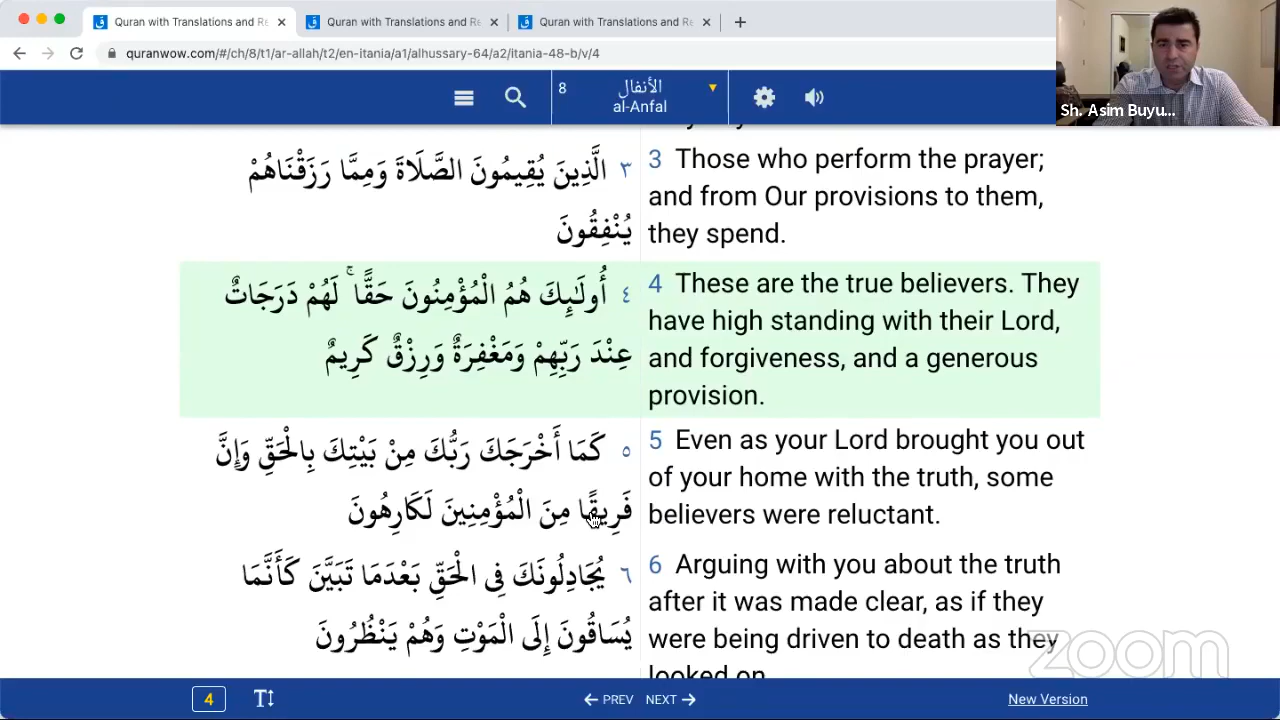 Quran with Translations and Re
Quran with Translations and Re
Quran with Translations and Re
quranwow.com/#/ch/8/t1/ar-allah/t2/en-itania/a1/alhussary-64/a2/itania-48-b/v/4
8
الأنفال
al-Anfal
Sh. Asim Buyu...
٣ الَّذِينَ يُقِيمُونَ الصَّلَاةَ وَمِمَّا رَزَقْنَاهُمْ
يُنْفِقُونَ
3 Those who perform the prayer;
and from Our provisions to them,
they spend.
٤ أُولَٰئِكَ هُمُ الْمُؤْمِنُونَ حَقًّا ۚ لَهُمْ دَرَجَاتٌ
عِنْدَ رَبِّهِمْ وَمَغْفِرَةٌ وَرِزْقٌ كَرِيمٌ
4 These are the true believers. They
have high standing with their Lord,
and forgiveness, and a generous
provision.
٥ كَمَا أَخْرَجَكَ رَبُّكَ مِنْ بَيْتِكَ بِالْحَقِّ وَإِنَّ
فَرِيقًا مِنَ الْمُؤْمِنِينَ لَكَارِهُونَ
5 Even as your Lord brought you out
of your home with the truth, some
believers were reluctant.
٦ يُجَادِلُونَكَ فِي الْحَقِّ بَعْدَمَا تَبَيَّنَ كَأَنَّمَا
يُسَاقُونَ إِلَى الْمَوْتِ وَهُمْ يَنْظُرُونَ
6 Arguing with you about the truth
after it was made clear, as if they
were being driven to death as they
looked on
zoom
4
PREV NEXT
New Version